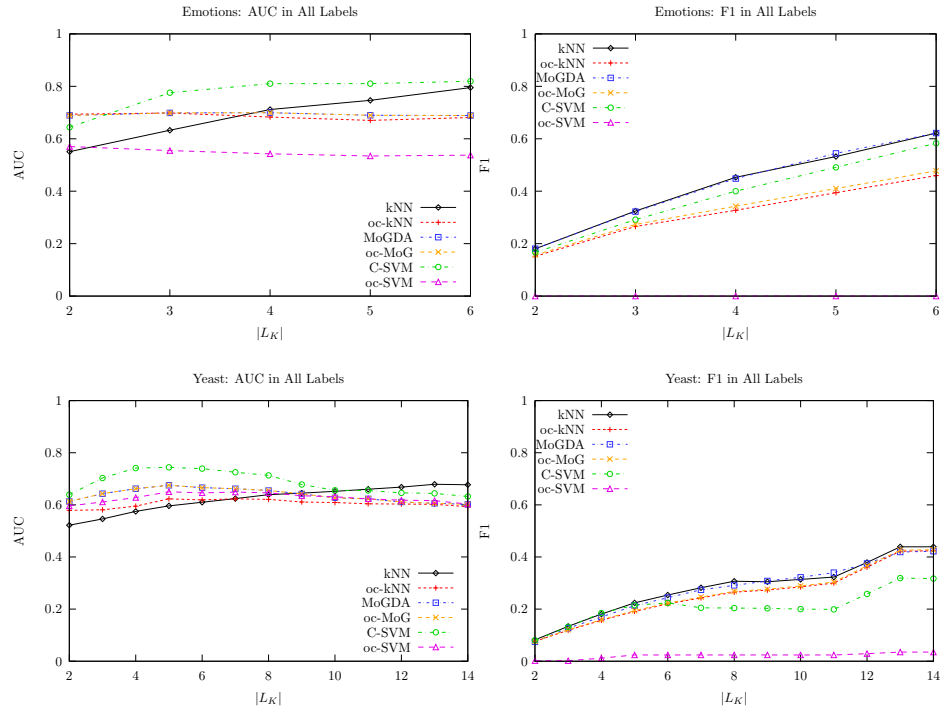 Emotions: AUC in All Labels
1
0.8
0.6
0.4
0.2
0
AUC
2 3 4 5 6
|L_K|
kNN
oc-kNN
MoGDA
oc-MoG
C-SVM
oc-SVM
Emotions: F1 in All Labels
1
0.8
0.6
0.4
0.2
0
F1
2 3 4 5 6
|L_K|
kNN
oc-kNN
MoGDA
oc-MoG
C-SVM
oc-SVM
Yeast: AUC in All Labels
1
0.8
0.6
0.4
0.2
0
AUC
2 4 6 8 10 12 14
|L_K|
kNN
oc-kNN
MoGDA
oc-MoG
C-SVM
oc-SVM
Yeast: F1 in All Labels
1
0.8
0.6
0.4
0.2
0
F1
2 4 6 8 10 12 14
|L_K|
kNN
oc-kNN
MoGDA
oc-MoG
C-SVM
oc-SVM